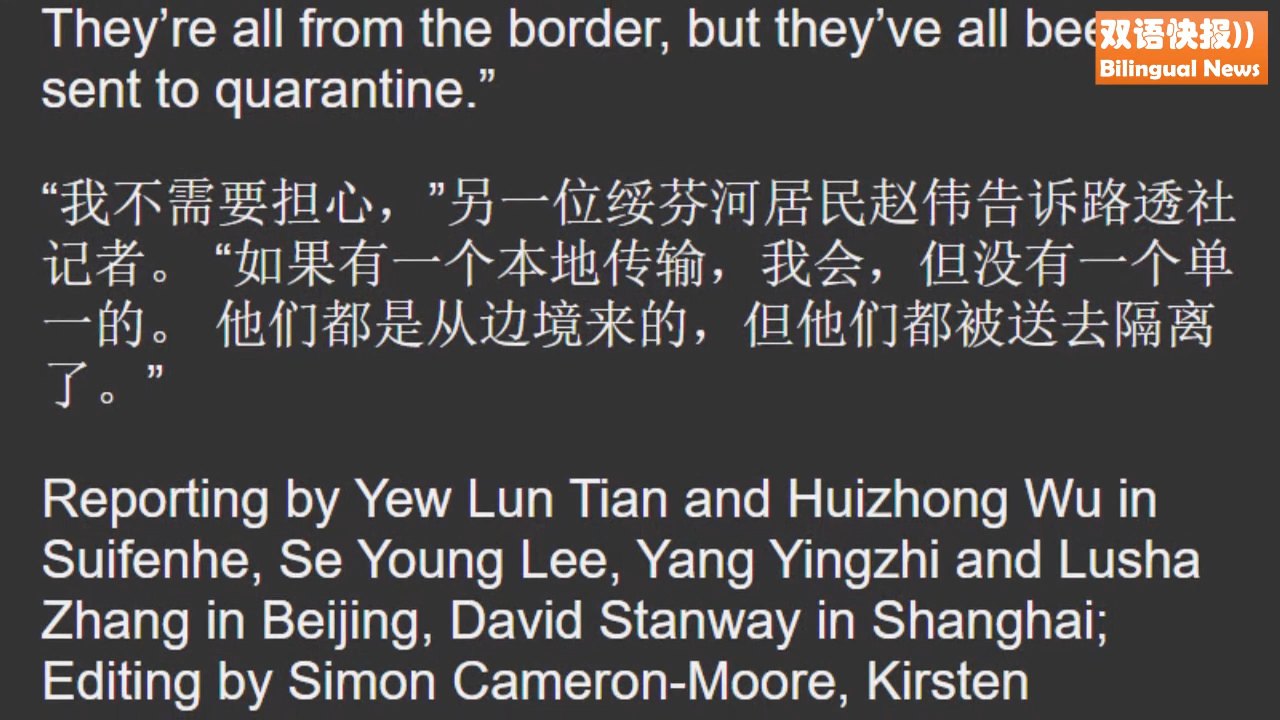 They’re all from the border, but they’ve all
sent to quarantine.”
双语快报))
Bilingual News
“我不需要担心，”另一位绥芬河居民赵伟告诉路透社
记者。 “如果有一个本地传输，我会，但没有一个单
一的。 他们都是从边境来的，但他们都被送去隔离
了。”
Reporting by Yew Lun Tian and Huizhong Wu in
Suifenhe, Se Young Lee, Yang Yingzhi and Lusha
Zhang in Beijing, David Stanway in Shanghai;
Editing by Simon Cameron-Moore, Kirsten